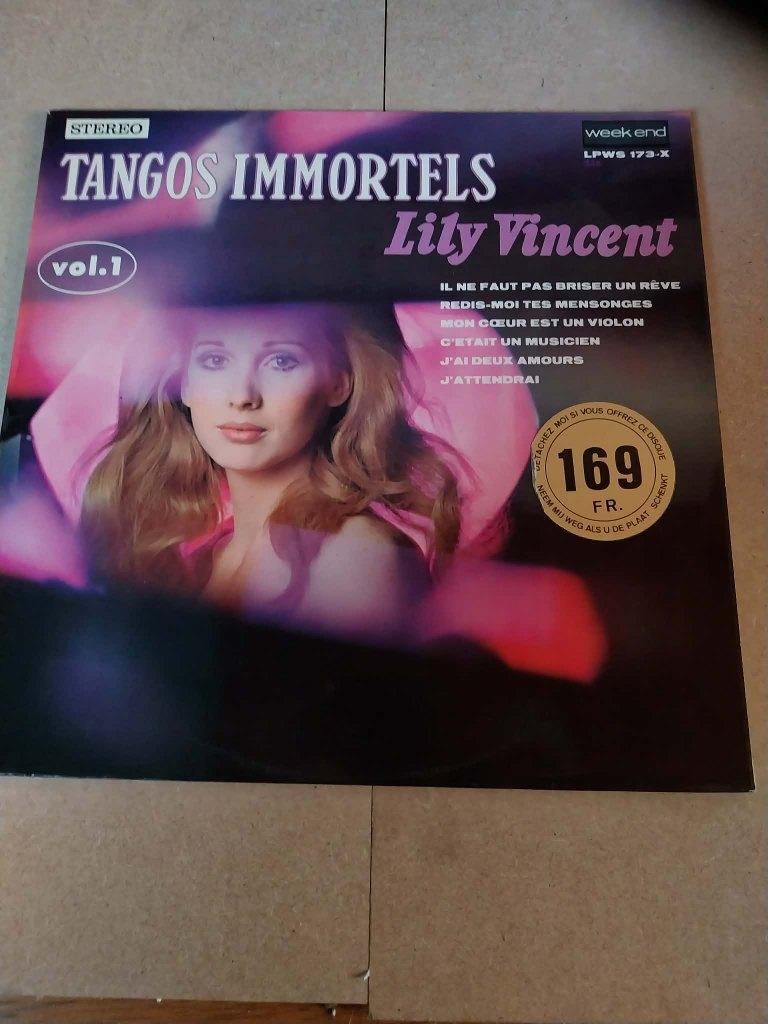 STEREO
week end
LPWS 173-X
TANGOS IMMORTELS
Lily Vincent
vol.1
IL NE FAUT PAS BRISER UN RÊVE
REDIS-MOI TES MENSONGES
MON CŒUR EST UN VIOLON
C'ETAIT UN MUSICIEN
J'AI DEUX AMOURS
J'ATTENDRAI
DETACHEZ MOI SI VOUS OFFREZ CE DISQUE
169
FR.
NEEM MIJ WEG ALS U DE PLAAT SCHENKT